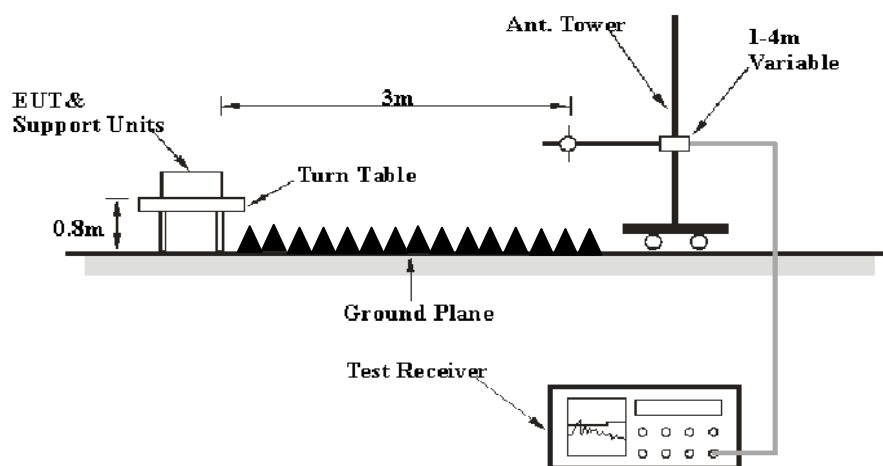 Ant. Tower
1-4m
Variable
3m
EUT&
Support Units
Turn Table
0.8m
Ground Plane
Test Receiver